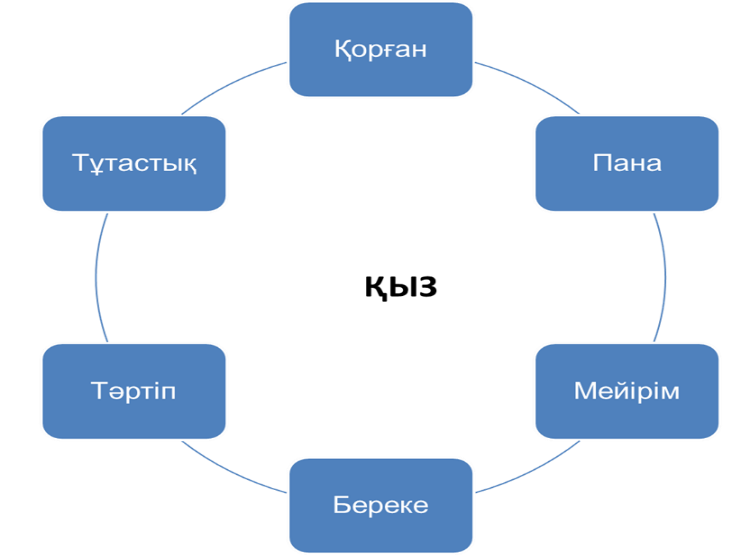 Қорған
Пана
Мейірім
Береке
Тәртіп
Тұтастық
ҚЫЗ